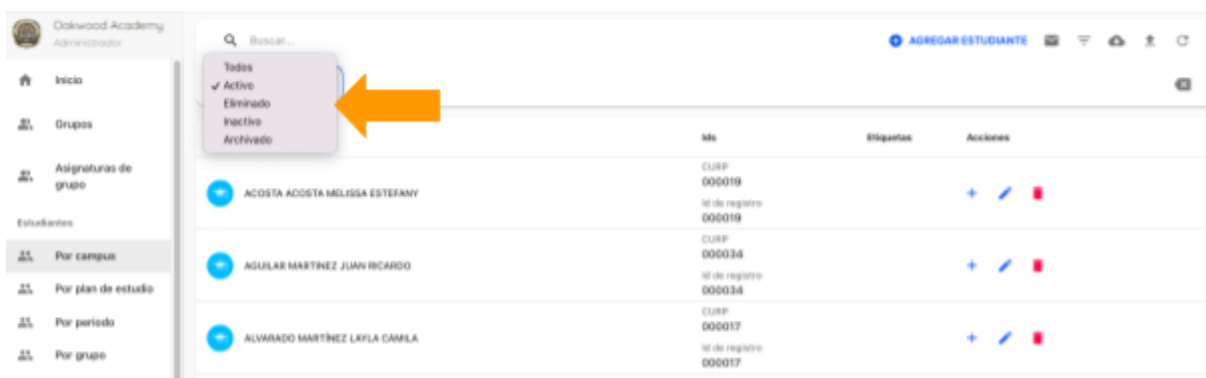 Oakwood Academy
Administrador
Inicio
Grupos
Asignaturas de
grupo
Estudiantes
Por campus
Por plan de estudio
Por periodo
Por grupo
Buscar...
AGREGAR ESTUDIANTE
Todos
✓ Activo
Eliminado
Inactivo
Archivado
Ids Etiquetas Acciones
ACOSTA ACOSTA MELISSA ESTEFANY
CURP
000019
Id de registro
000019
AGUILAR MARTINEZ JUAN RICARDO
CURP
000034
Id de registro
000034
ALVARADO MARTÍNEZ LAYLA CAMILA
CURP
000017
Id de registro
000017